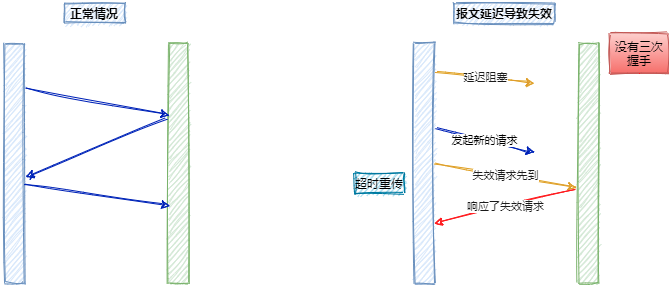 正常情况
报文延迟导致失效
没有三次
握手
延迟阻塞
发起新的请求
失效请求先到
超时重传
响应了失效请求